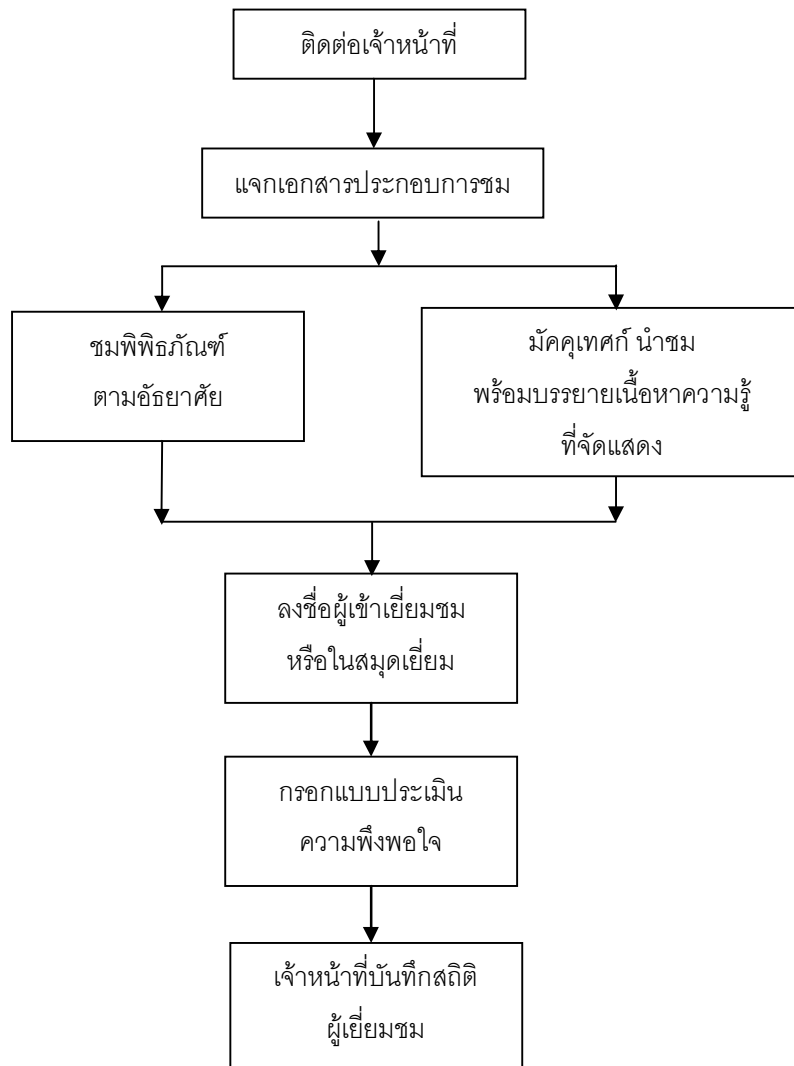 ติดต่อเจ้าหน้าที่
แจกเอกสารประกอบการชม
ชมพิพิธภัณฑ์
ตามอัธยาศัย
มัคคุเทศก์ นำชม
พร้อมบรรยายเนื้อหาความรู้
ที่จัดแสดง
ลงชื่อผู้เข้าเยี่ยมชม
หรือในสมุดเยี่ยม
กรอกแบบประเมิน
ความพึงพอใจ
เจ้าหน้าที่บันทึกสถิติ
ผู้เยี่ยมชม